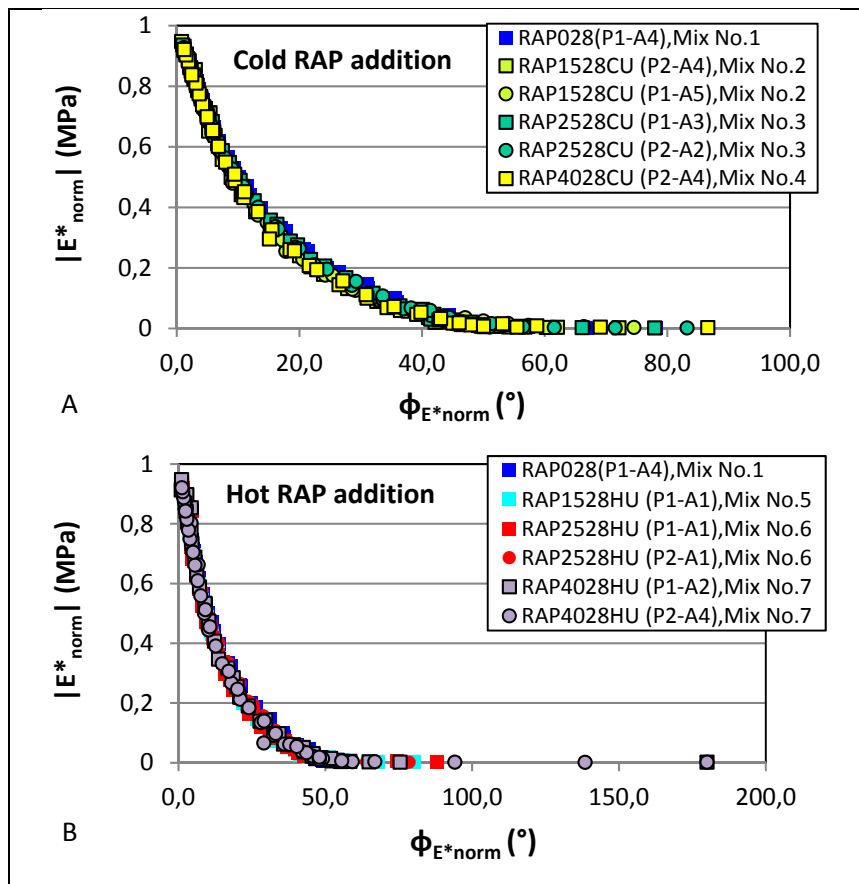 Cold RAP addition
RAP028(P1-A4),Mix No.1
RAP1528CU (P2-A4),Mix No.2
RAP1528CU (P1-A5),Mix No.2
RAP2528CU (P1-A3),Mix No.3
RAP2528CU (P2-A2),Mix No.3
RAP4028CU (P2-A4),Mix No.4
|E*norm| (MPa)
1
0,8
0,6
0,4
0,2
0
0,0 20,0 40,0 60,0 80,0 100,0
ϕE*norm (°)
A
Hot RAP addition
RAP028(P1-A4),Mix No.1
RAP1528HU (P1-A1),Mix No.5
RAP2528HU (P1-A1),Mix No.6
RAP2528HU (P2-A1),Mix No.6
RAP4028HU (P1-A2),Mix No.7
RAP4028HU (P2-A4),Mix No.7
|E*norm| (MPa)
1
0,8
0,6
0,4
0,2
0
0,0 50,0 100,0 150,0 200,0
ϕE*norm (°)
B